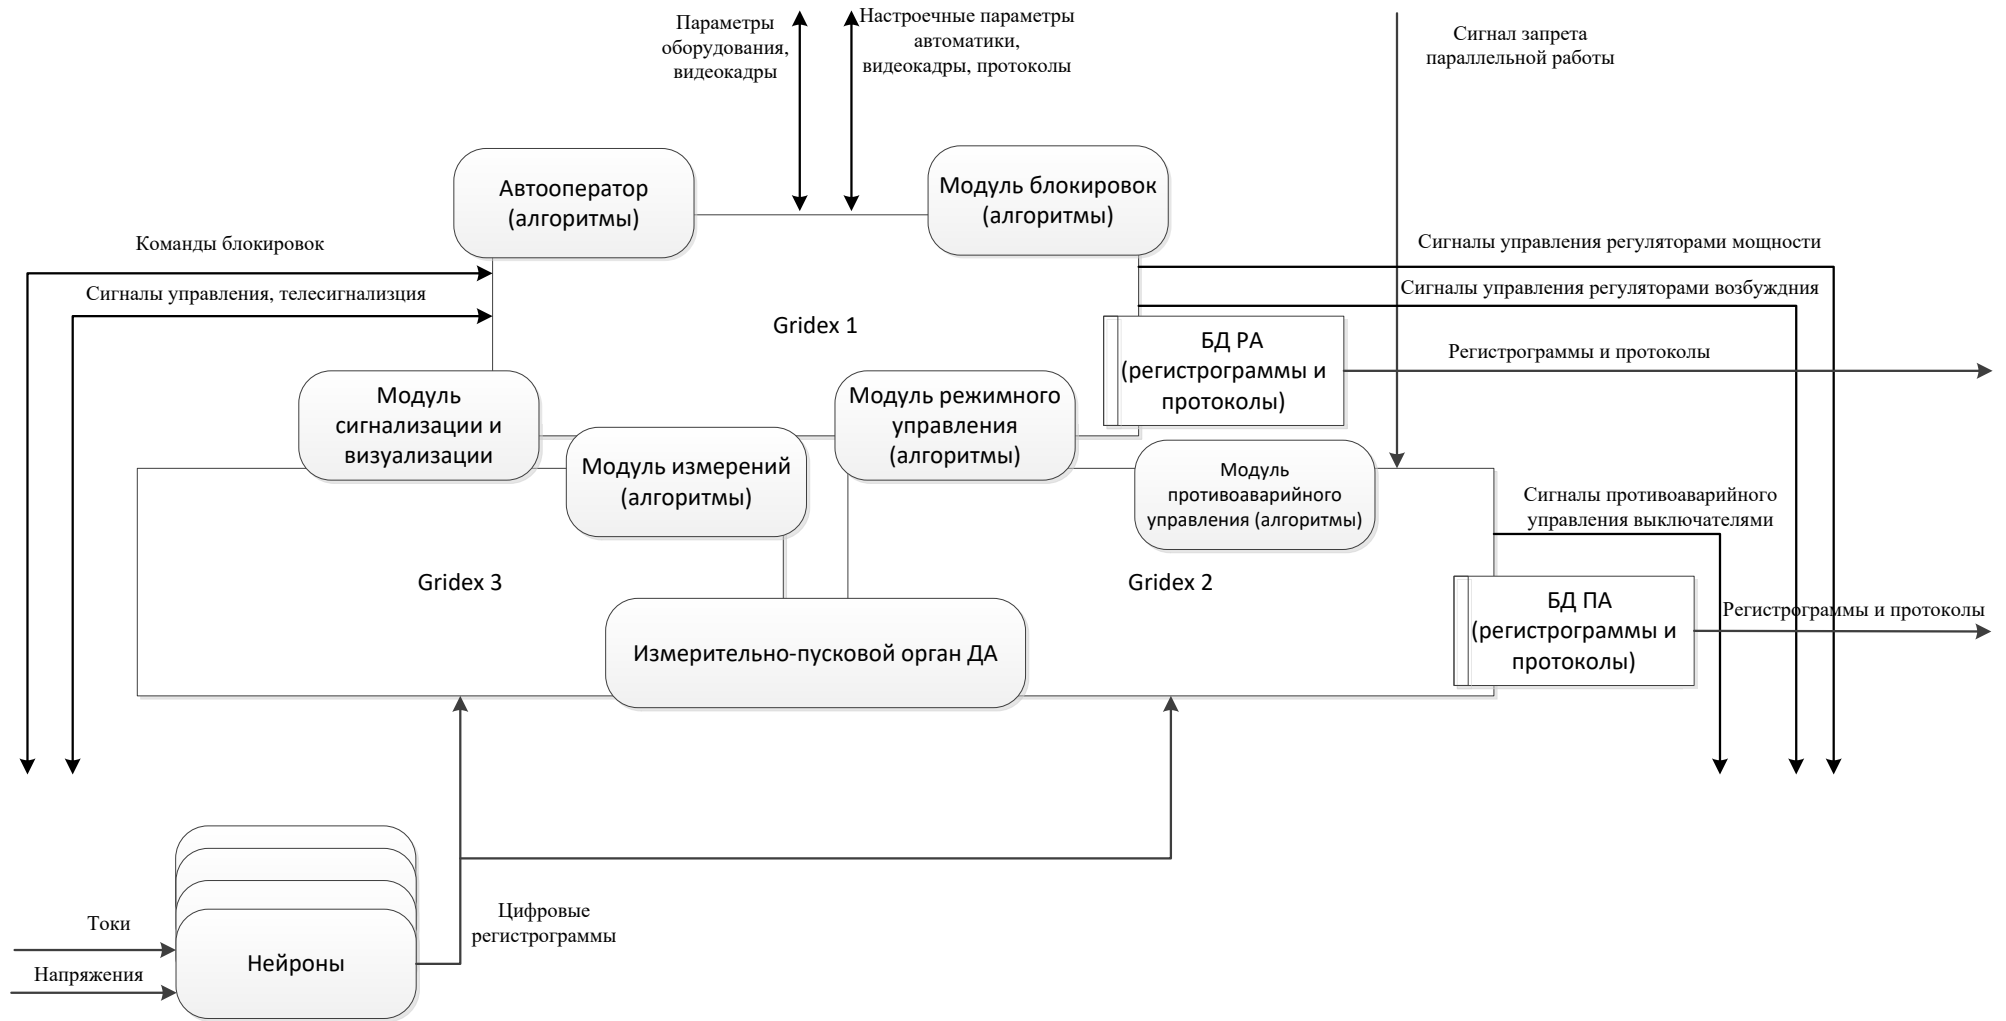 Параметры
оборудования,
видеокадры
Настроечные параметры
автоматики,
видеокадры, протоколы
Сигнал запрета
параллельной работы
Автооператор
(алгоритмы)
Модуль блокировок
(алгоритмы)
Команды блокировок
Сигналы управления, телесигнализция
Сигналы управления регуляторами мощности
Сигналы управления регуляторами возбуждния
Gridex 1
БД РА
(регистрограммы и
протоколы)
Регистрограммы и протоколы
Модуль
сигнализации и
визуализации
Модуль режимного
управления
(алгоритмы)
Модуль измерений
(алгоритмы)
Модуль
противоаварийного
управления (алгоритмы)
Сигналы противоаварийного
управления выключателями
Gridex 3
Gridex 2
БД ПА
(регистрограммы и
протоколы)
Регистрограммы и протоколы
Измерительно-пусковой орган ДА
Цифровые
регистрограммы
Токи
Напряжения
Нейроны